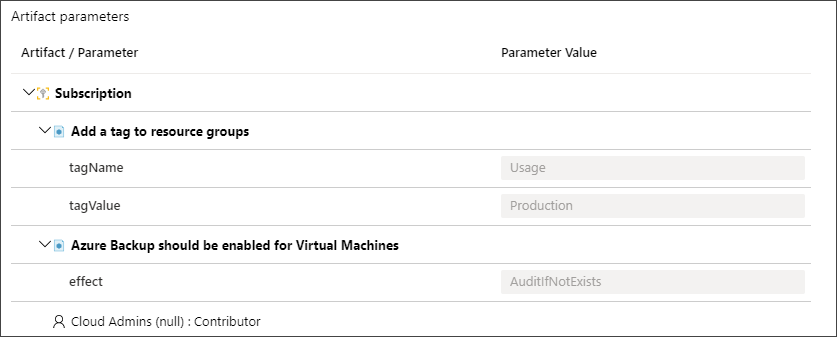 Artifact parameters
Artifact / Parameter Parameter Value
Subscription
Add a tag to resource groups
tagName Usage
tagValue Production
Azure Backup should be enabled for Virtual Machines
effect AuditIfNotExists
Cloud Admins (null) : Contributor